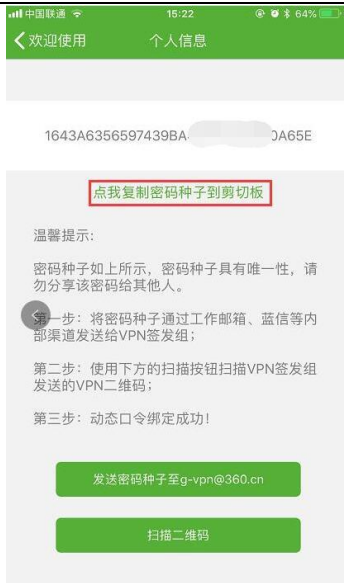 中国联通 15:22 64%
欢迎使用 个人信息
1643A6356597439BA 0A65E
点我复制密码种子到剪切板
温馨提示:
密码种子如上所示，密码种子具有唯一性，请
勿分享该密码给其他人。
第一步：将密码种子通过工作邮箱、蓝信等内
部渠道发送给VPN签发组;
第二步：使用下方的扫描按钮扫描VPN签发组
发送的VPN二维码;
第三步：动态口令绑定成功!
发送密码种子至g-vpn@360.cn
扫描二维码